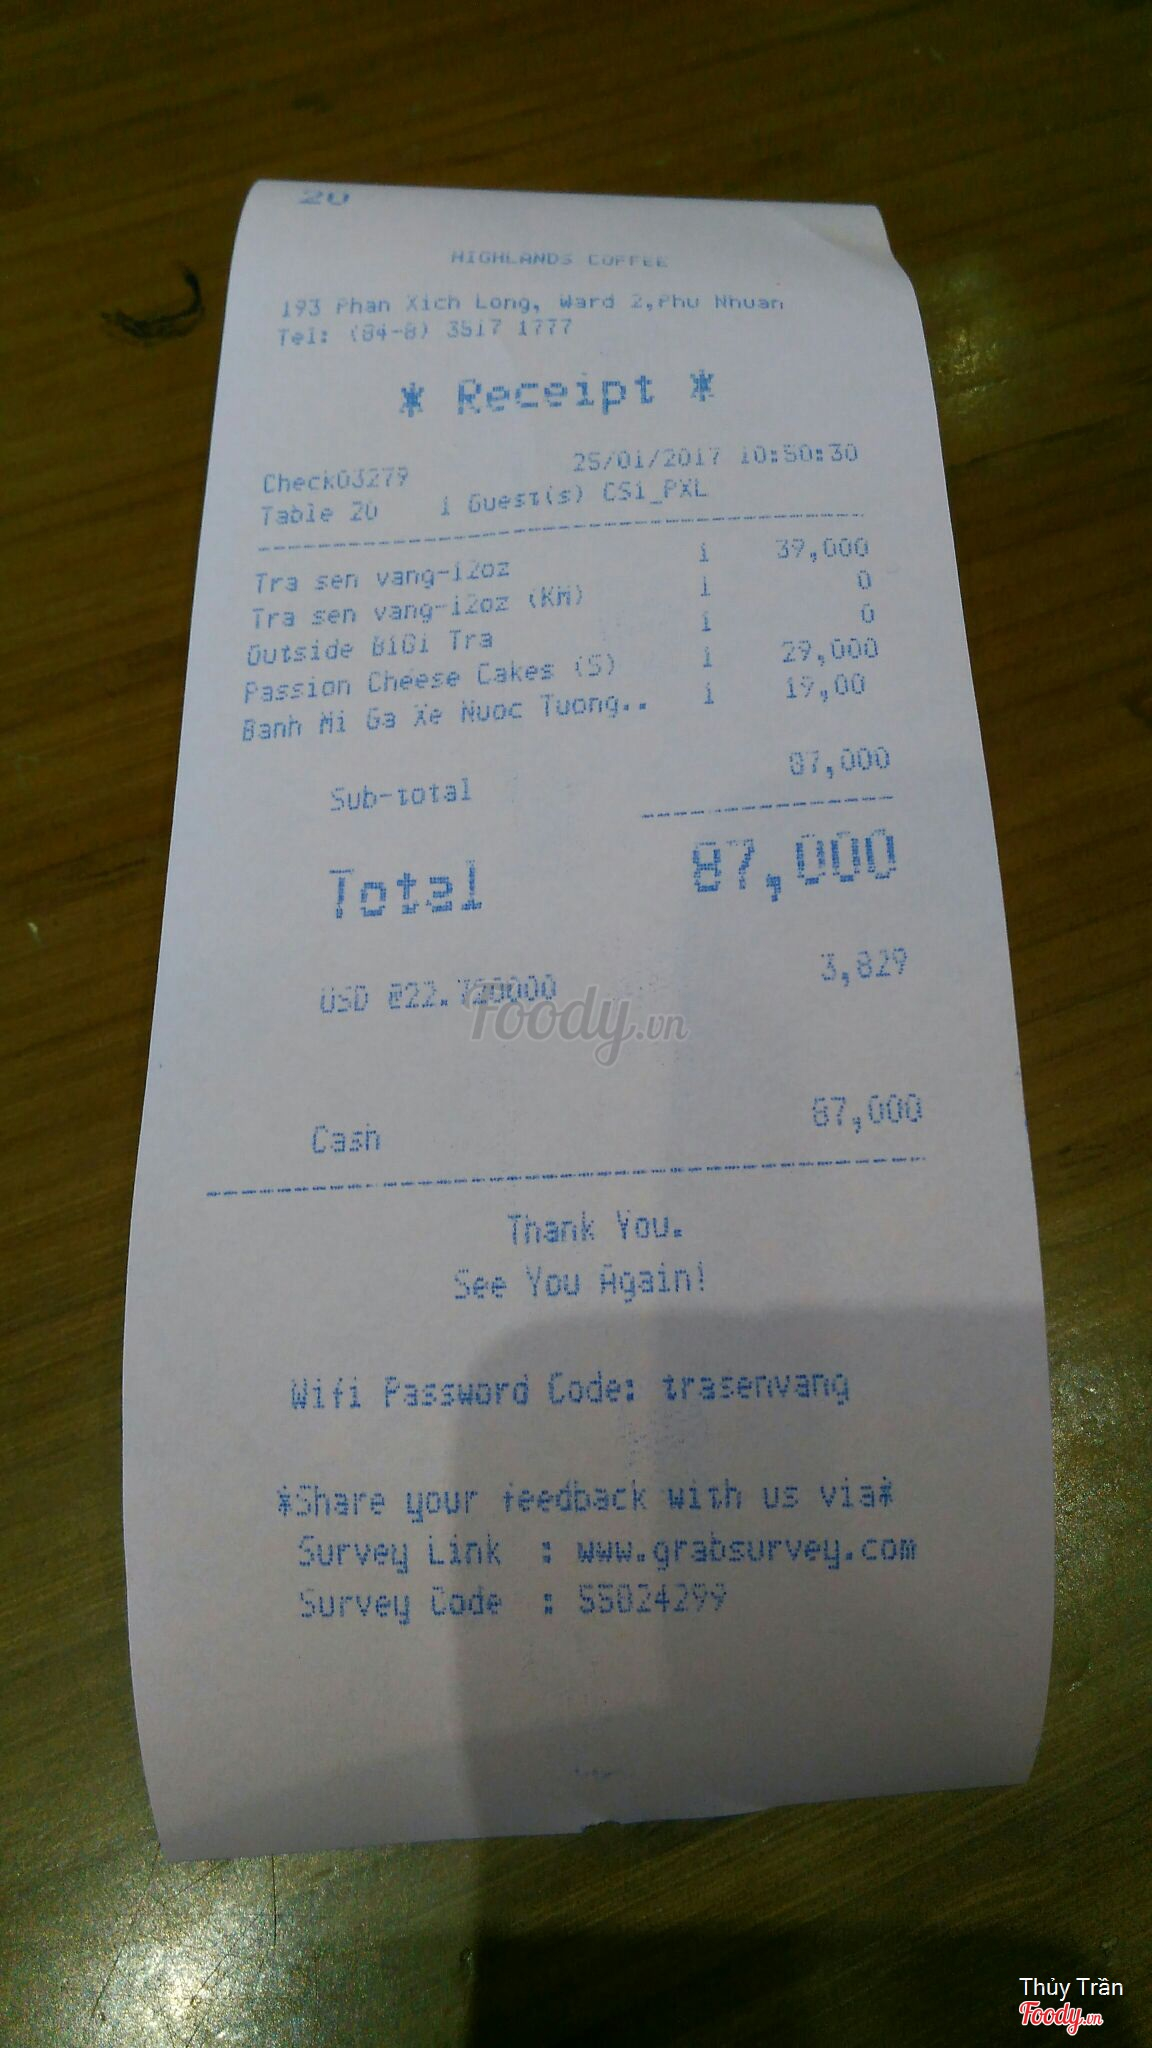 20
HIGHLANDS COFFEE
193 Phan Xich Long, Ward 2,Phu Nhuan
Tel: (84-8) 3517 1777
* Receipt *
Check03279 25/01/2017 10:50:30
Table 20 1 Guest(s) CS1_PXL
Tra sen vang-12oz 1 39,000
Tra sen vang-12oz (KM) 1 0
Outside B1G1 Tra 1 0
Passion Cheese Cakes (S) 1 29,000
Banh Mi Ga Xe Nuoc Tuong.. 1 19,00
Sub-total 87,000
Total 87,000
USD @22.720000 3,829
Foody.vn
Cash 87,000
Thank You.
See You Again!
Wifi Password Code: trasenvang
*Share your feedback with us via*
Survey Link : www.grabsurvey.com
Survey Code : 55024299
Thủy Trần
Foody.vn